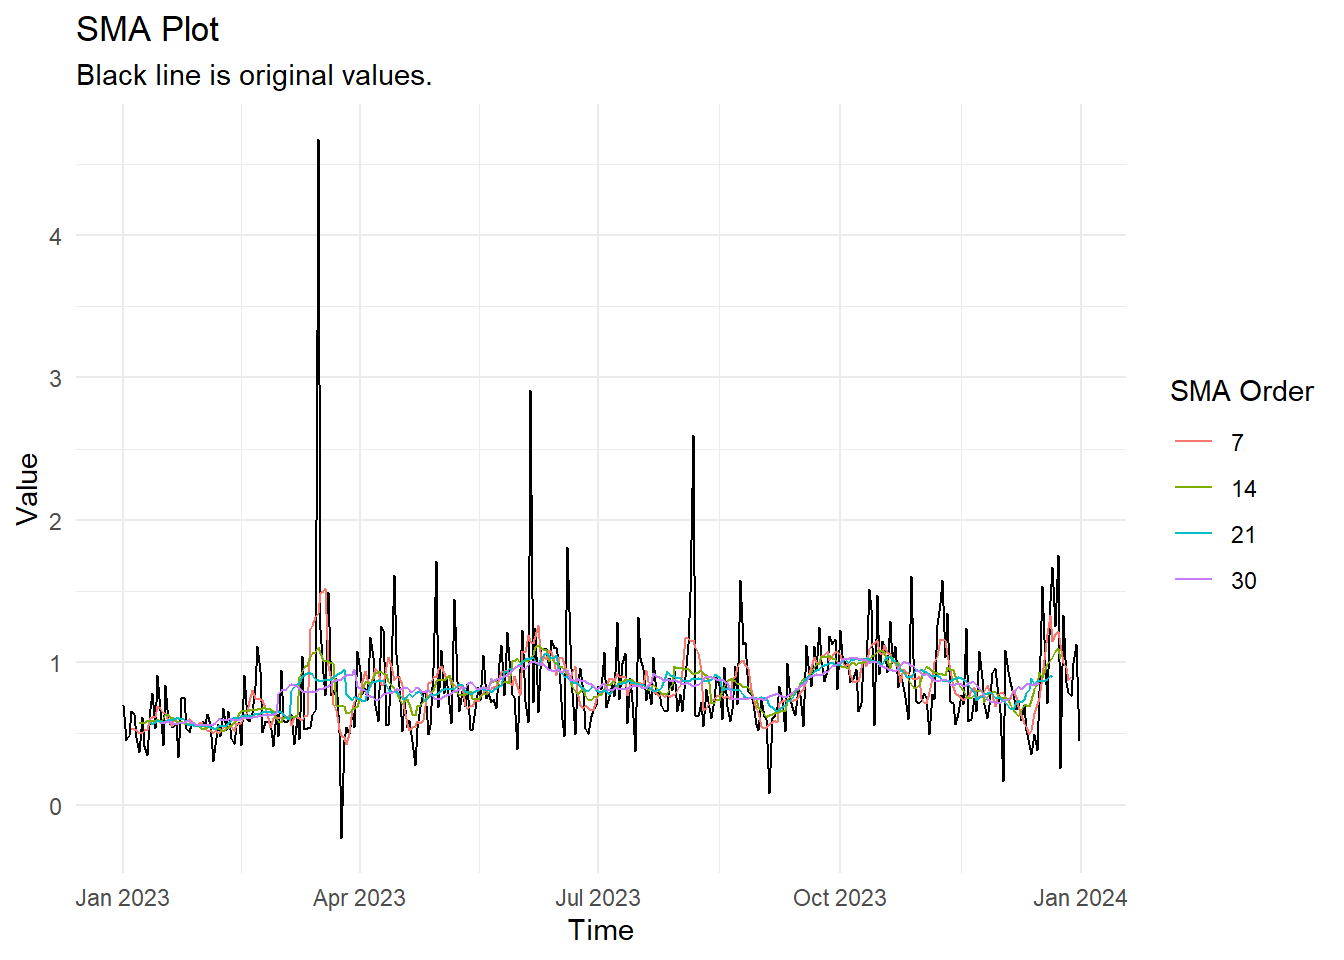 SMA Plot
Black line is original values.
Value
4
3
2
1
0
Jan 2023
Apr 2023
Jul 2023
Oct 2023
Jan 2024
Time
SMA Order
7
14
21
30